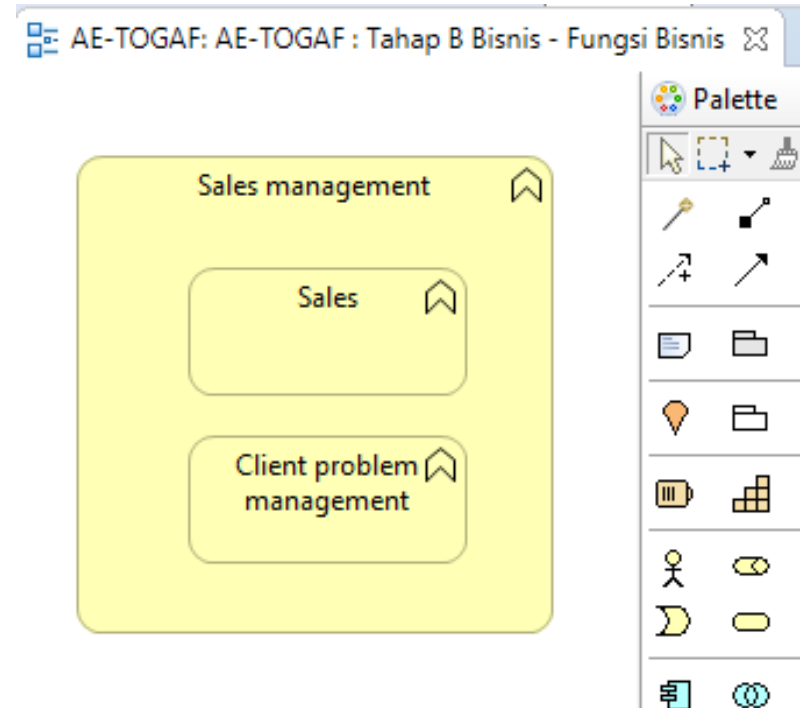 AE-TOGAF: AE-TOGAF : Tahap B Bisnis - Fungsi Bisnis
Palette
Sales management
Sales
Client problem
management